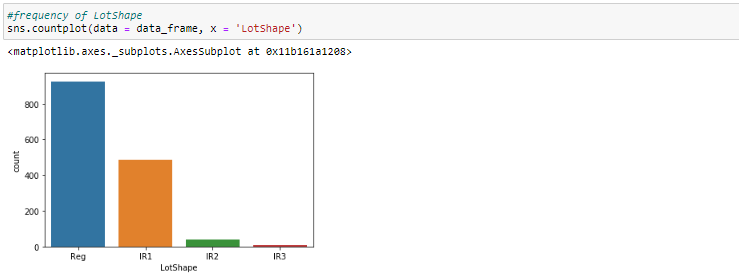 #frequency of LotShape
sns.countplot(data = data_frame, x = 'LotShape')
<matplotlib.axes._subplots.AxesSubplot at 0x11b161a1208>
800
600
400
200
0
count
Reg IR1 IR2 IR3
LotShape